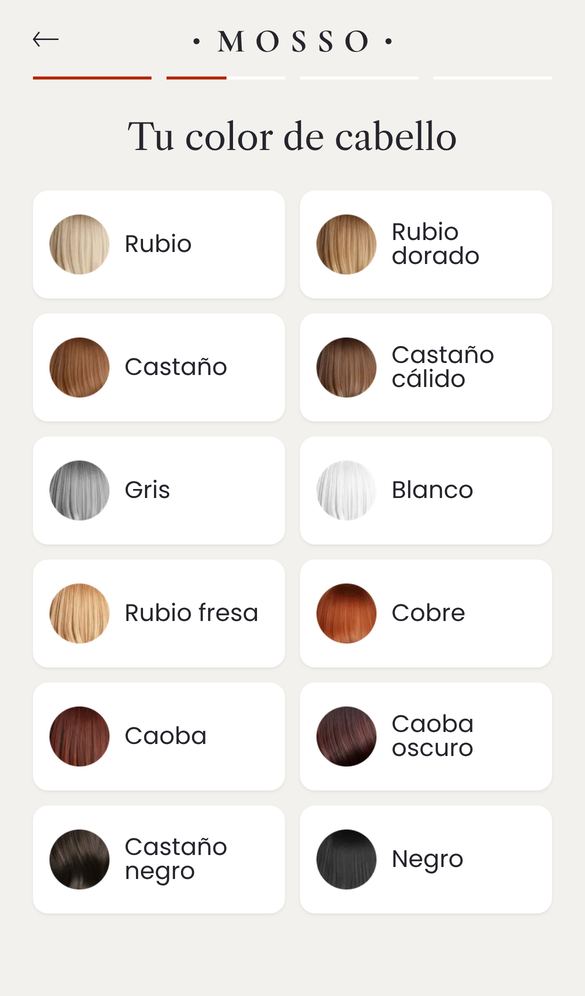 • MOSSO •
Tu color de cabello
Rubio
Rubio
dorado
Castaño
Castaño
cálido
Gris
Blanco
Rubio fresa
Cobre
Caoba
Caoba
oscuro
Castaño
negro
Negro